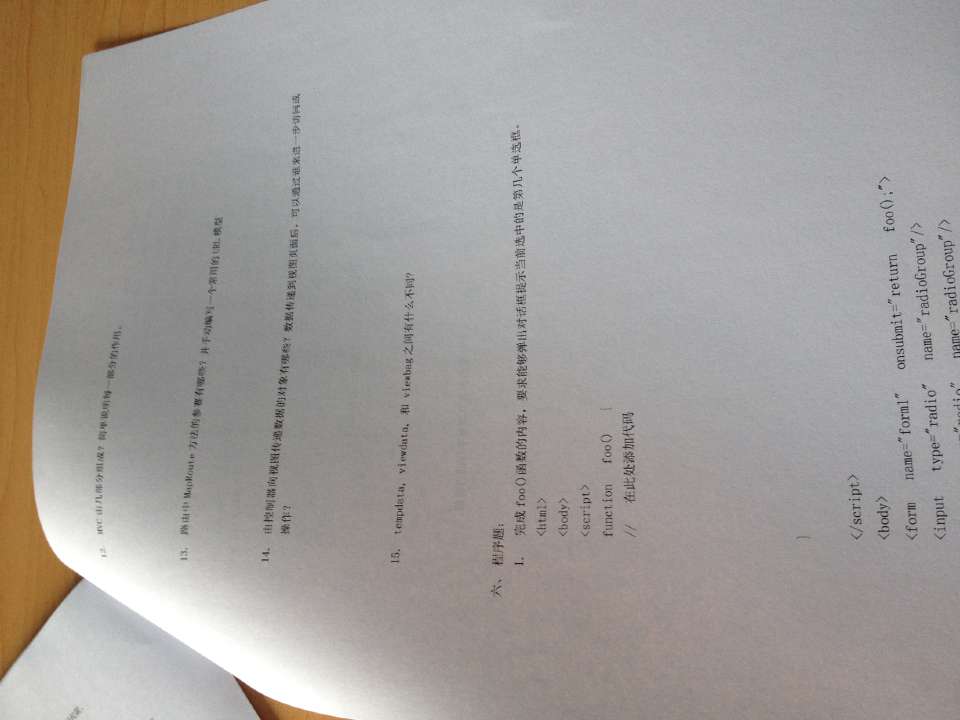 12. MVC 由几部分组成？简单说明每一部分的作用。
13. 路由中 MapRoute 方法的参要有哪些？并手动编写一个常用的 URL 模型
14. 由控制器向视图传递数据的对象有哪些？数据传递到视图页面后，可以通过谁来进一步访问或
操作？
15. tempdata, viewdata, 和 viewbag 之间有什么不同？
六、 程序题：
1. 完成 foo()函数的内容，要求能够弹出对话框提示当前选中的是第几个单选框。
<html>
<body>
<script>
function foo() {
// 在此处添加代码
}
</script>
<body>
<form name="form1" onsubmit="return foo();">
<input type="radio" name="radioGroup"/>
"radio" name="radioGroup"/>